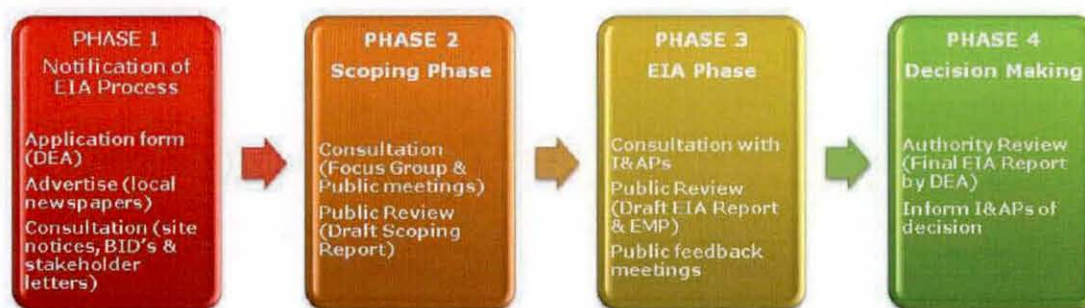 PHASE 1
Notification of
EIA Process
Application form
(DEA)
Advertise (local
newspapers)
Consultation (site
notices, BID's &
stakeholder
letters)
PHASE 2
Scoping Phase
Consultation
(Focus Group &
Public meetings)
Public Review
(Draft Scoping
Report)
PHASE 3
EIA Phase
Consultation with
I&APs
Public Review
(Draft EIA Report
& EMP)
Public feedback
meetings
PHASE 4
Decision Making
Authority Review
(Final EIA Report
by DEA)
Inform I&APs of
decision